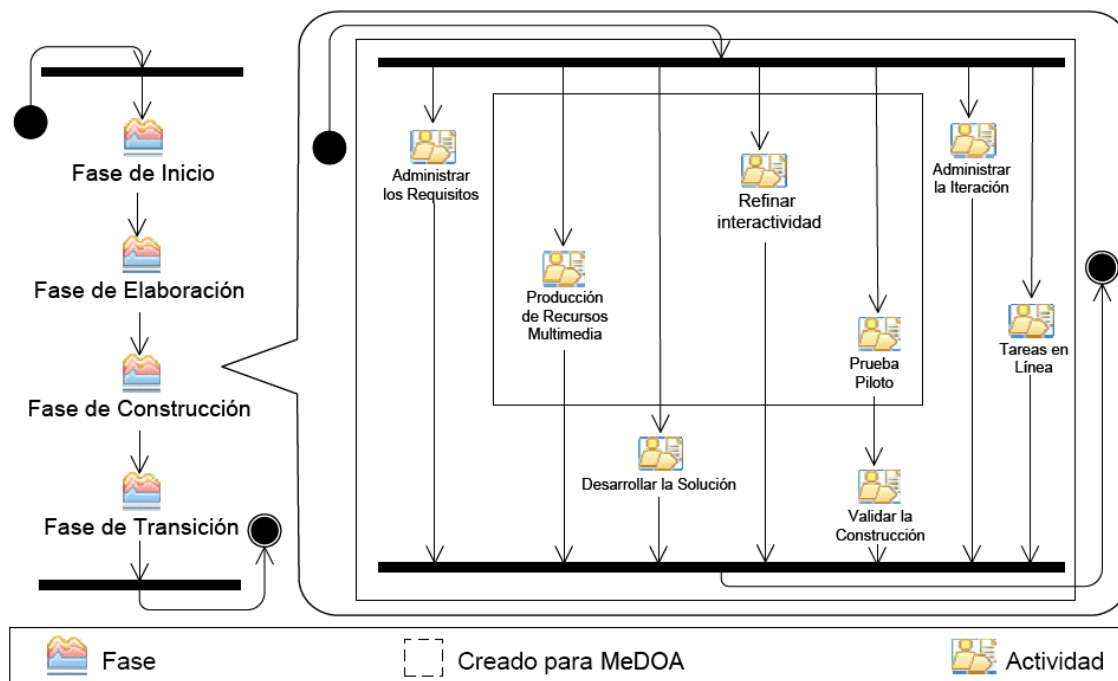 Fase de Inicio
Fase de Elaboración
Fase de Construcción
Fase de Transición
Administrar
los Requisitos
Producción
de Recursos
Multimedia
Desarrollar la Solución
Refinar
interactividad
Prueba
Piloto
Validar la
Construcción
Administrar
la Iteración
Tareas en
Línea
Fase
Creado para MeDOA
Actividad